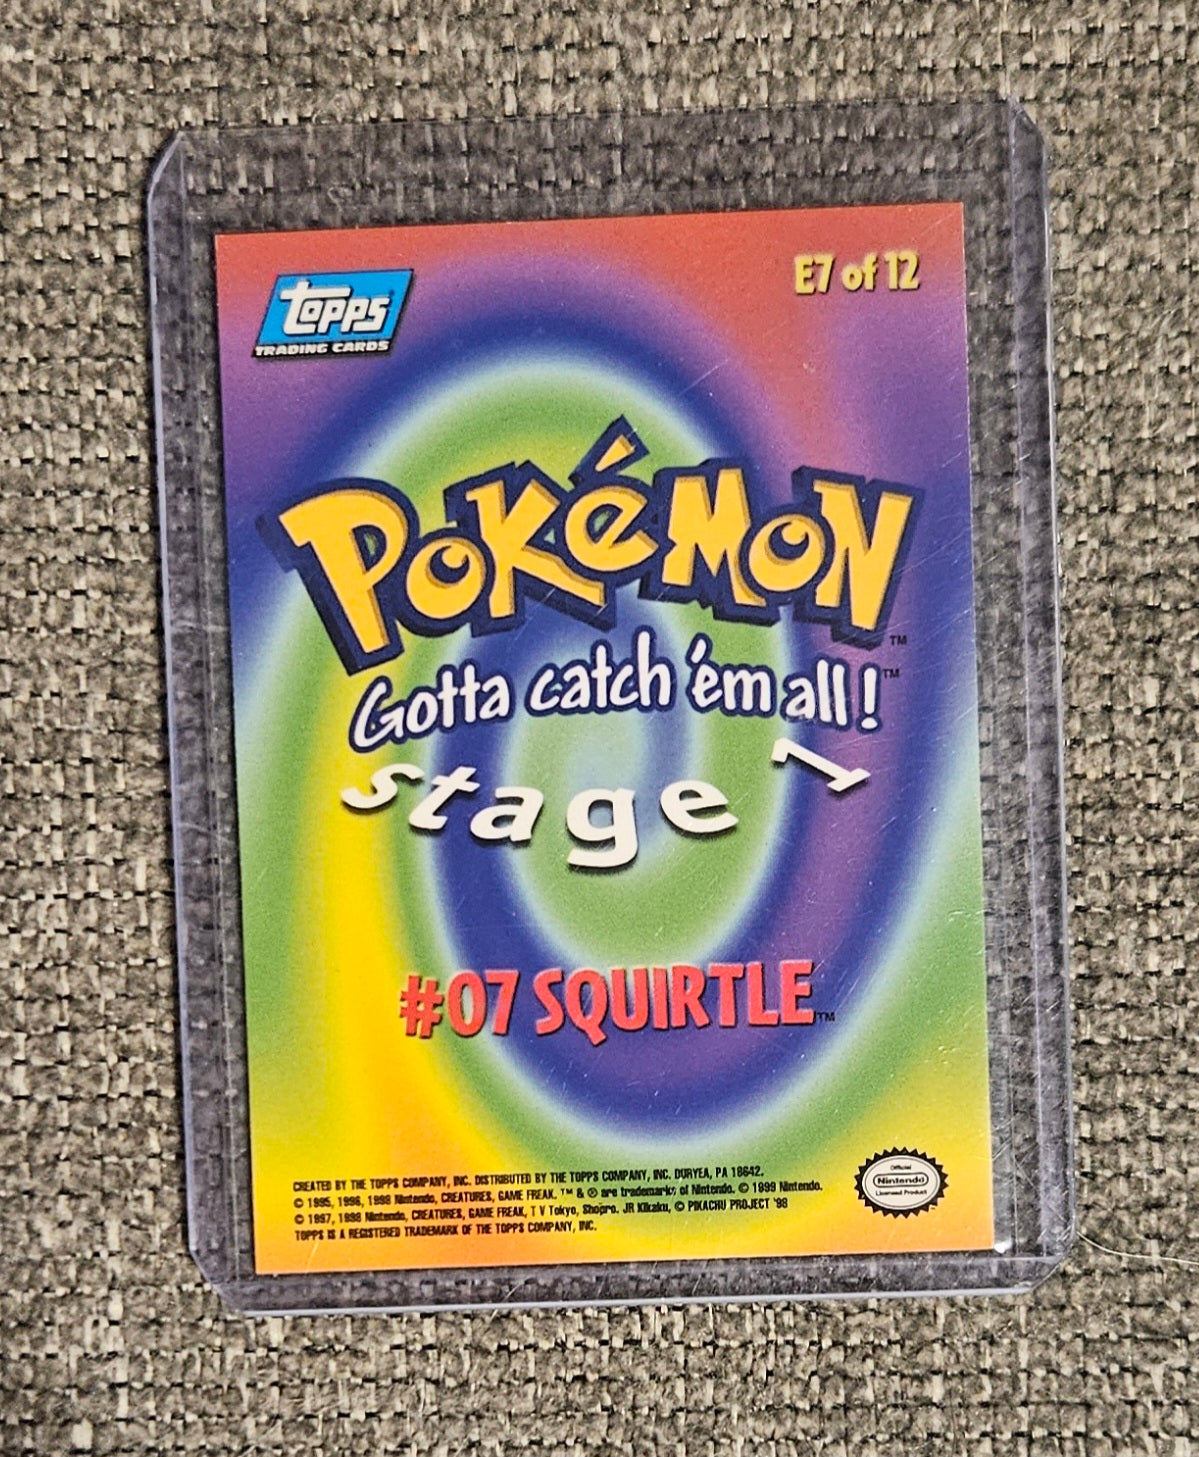 topps
TRADING CARDS
E7 of 12
POKéMON
TM
Gotta catch 'em all!
TM
stage 1
#07 SQUIRTLE
TM
CREATED BY THE TOPPS COMPANY, INC. DISTRIBUTED BY THE TOPPS COMPANY, INC. DURYEA, PA 18642.
© 1995, 1996, 1998 Nintendo, CREATURES, GAME FREAK. ™ & ® are trademarks of Nintendo. © 1999 Nintendo.
© 1997, 1998 Nintendo, CREATURES, GAME FREAK, T V Tokyo, Shopro, JR Kikaku, © PIKACHU PROJECT '98
TOPPS IS A REGISTERED TRADEMARK OF THE TOPPS COMPANY, INC.
Official
Nintendo
Licensed Product